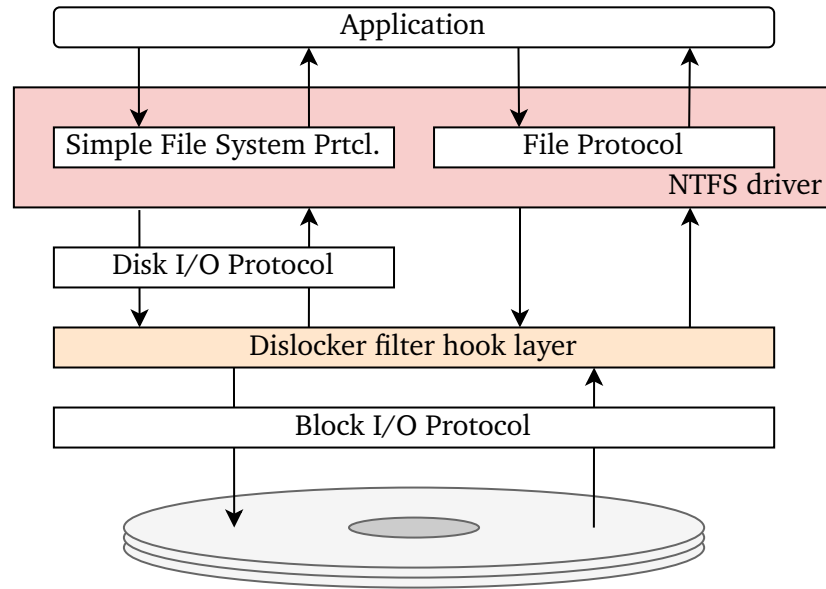 Application
Simple File System Prtcl.
File Protocol
NTFS driver
Disk I/O Protocol
Dislocker filter hook layer
Block I/O Protocol